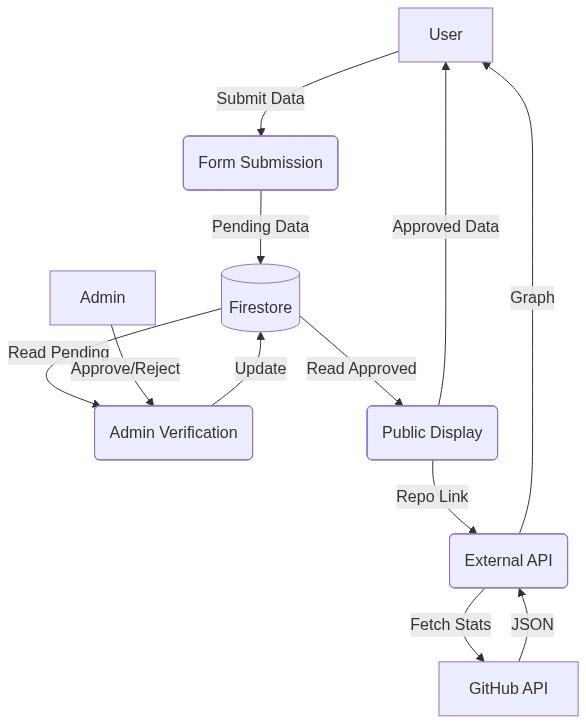 User
Submit Data
Form Submission
Pending Data
Approved Data
Admin
Firestore
Graph
Read Pending
Approve/Reject
Update
Read Approved
Admin Verification
Public Display
Repo Link
External API
Fetch Stats
JSON
GitHub API